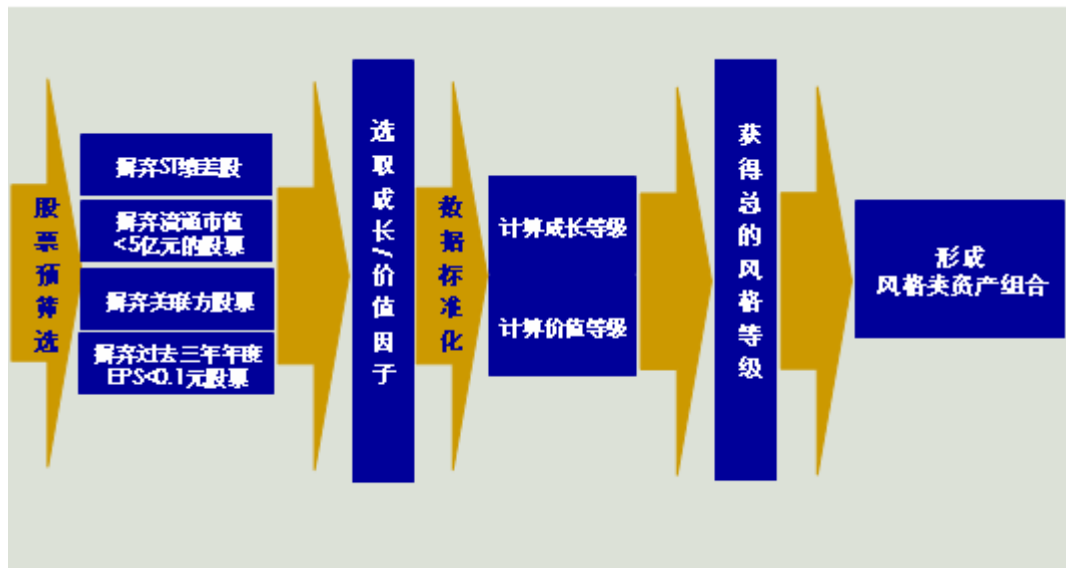 股票预筛选
摒弃ST绩差股
摒弃流通市值
<5亿元的股票
摒弃关联方股票
摒弃过去三年年度
EPS<0.1元股票
选取成长/价值因子
数据标准化
计算成长等级
计算价值等级
获得总的风格等级
形成
风格类资产组合